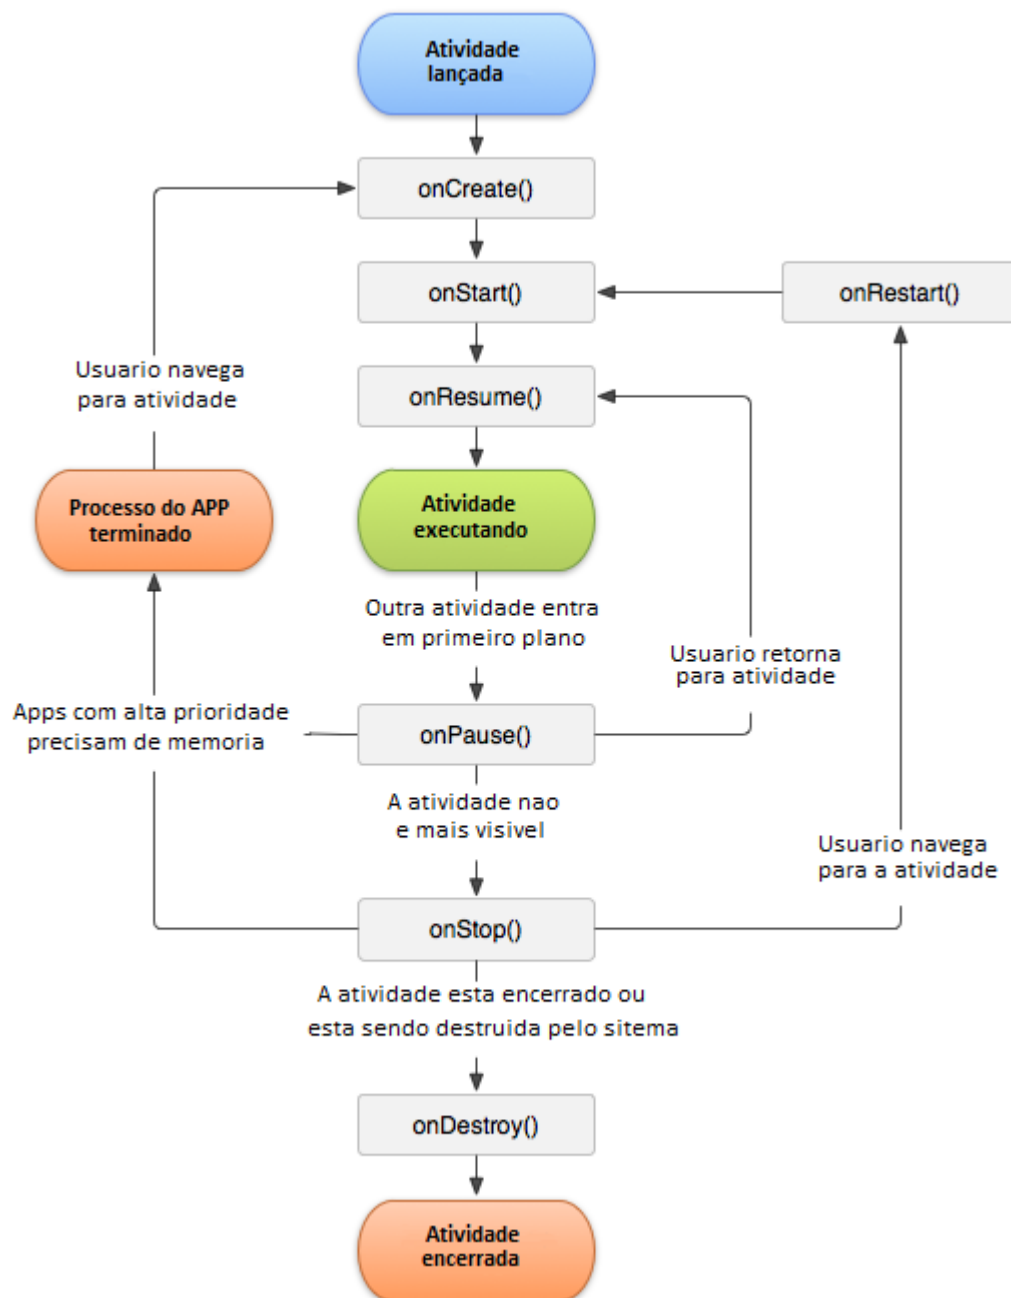 Atividade
lançada
onCreate()
onStart()
onRestart()
Usuario navega
para atividade
onResume()
Processo do APP
terminado
Atividade
executando
Outra atividade entra
em primeiro plano
Usuario retorna
para atividade
Apps com alta prioridade
precisam de memoria
onPause()
A atividade nao
e mais visivel
Usuario navega
para a atividade
onStop()
A atividade esta encerrado ou
esta sendo destruida pelo sitema
onDestroy()
Atividade
encerrada